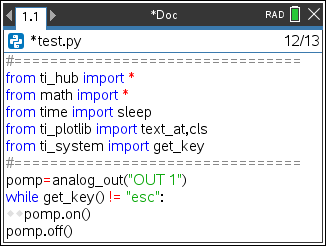 1.1 *Doc RAD
*test.py 12/13
#================================
from ti_hub import *
from math import *
from time import sleep
from ti_plotlib import text_at,cls
from ti_system import get_key
#================================
pomp=analog_out("OUT 1")
while get_key() != "esc":
◆◆pomp.on()
pomp.off()